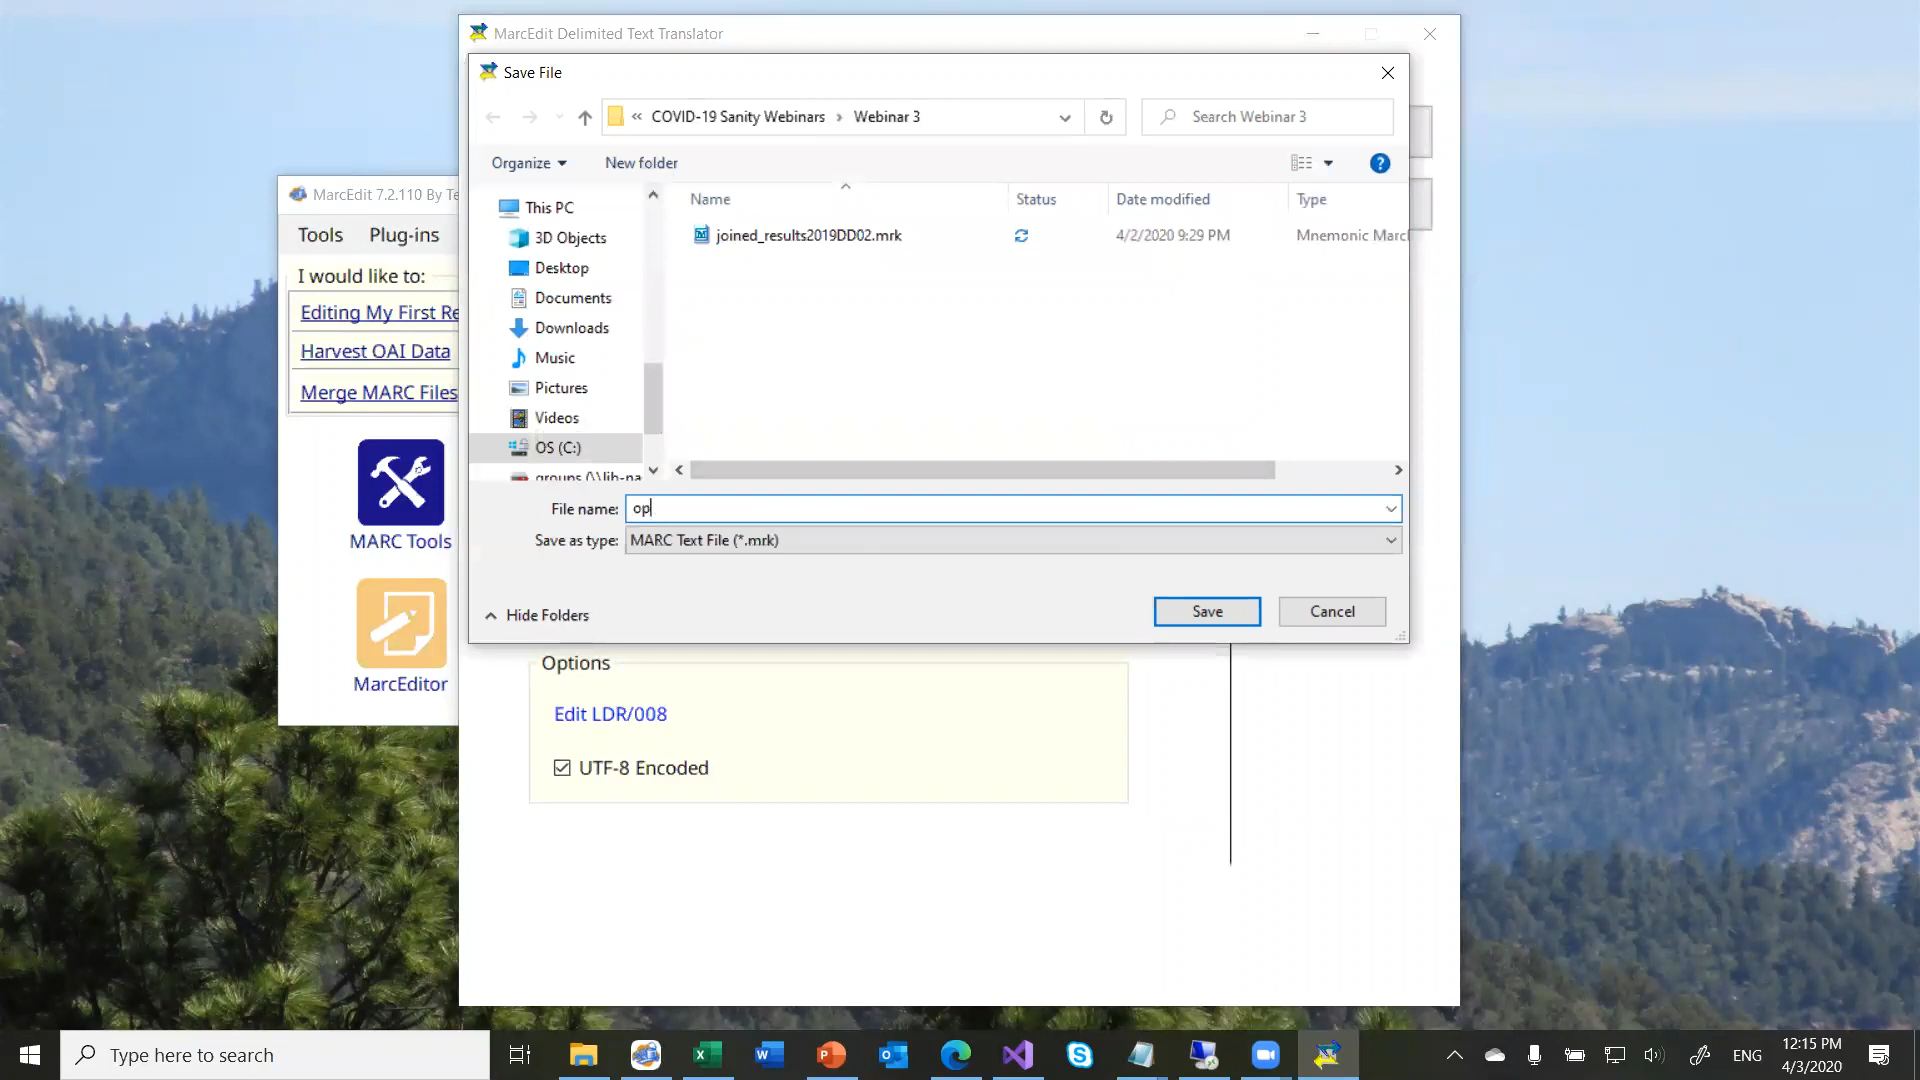 MarcEdit Delimited Text Translator
Save File
« COVID-19 Sanity Webinars › Webinar 3
Search Webinar 3
Organize
New folder
This PC
3D Objects
Desktop
Documents
Downloads
Music
Pictures
Videos
OS (C:)
groups (\\lib-na
Name
Status
Date modified
Type
joined_results2019DD02.mrk
4/2/2020 9:29 PM
Mnemonic Marc
File name: op
Save as type: MARC Text File (*.mrk)
Hide Folders
Save
Cancel
MarcEdit 7.2.110 By Te
Tools
Plug-ins
I would like to:
Editing My First Re
Harvest OAI Data
Merge MARC Files
MARC Tools
MarcEditor
Options
Edit LDR/008
UTF-8 Encoded
Type here to search
ENG
12:15 PM
4/3/2020